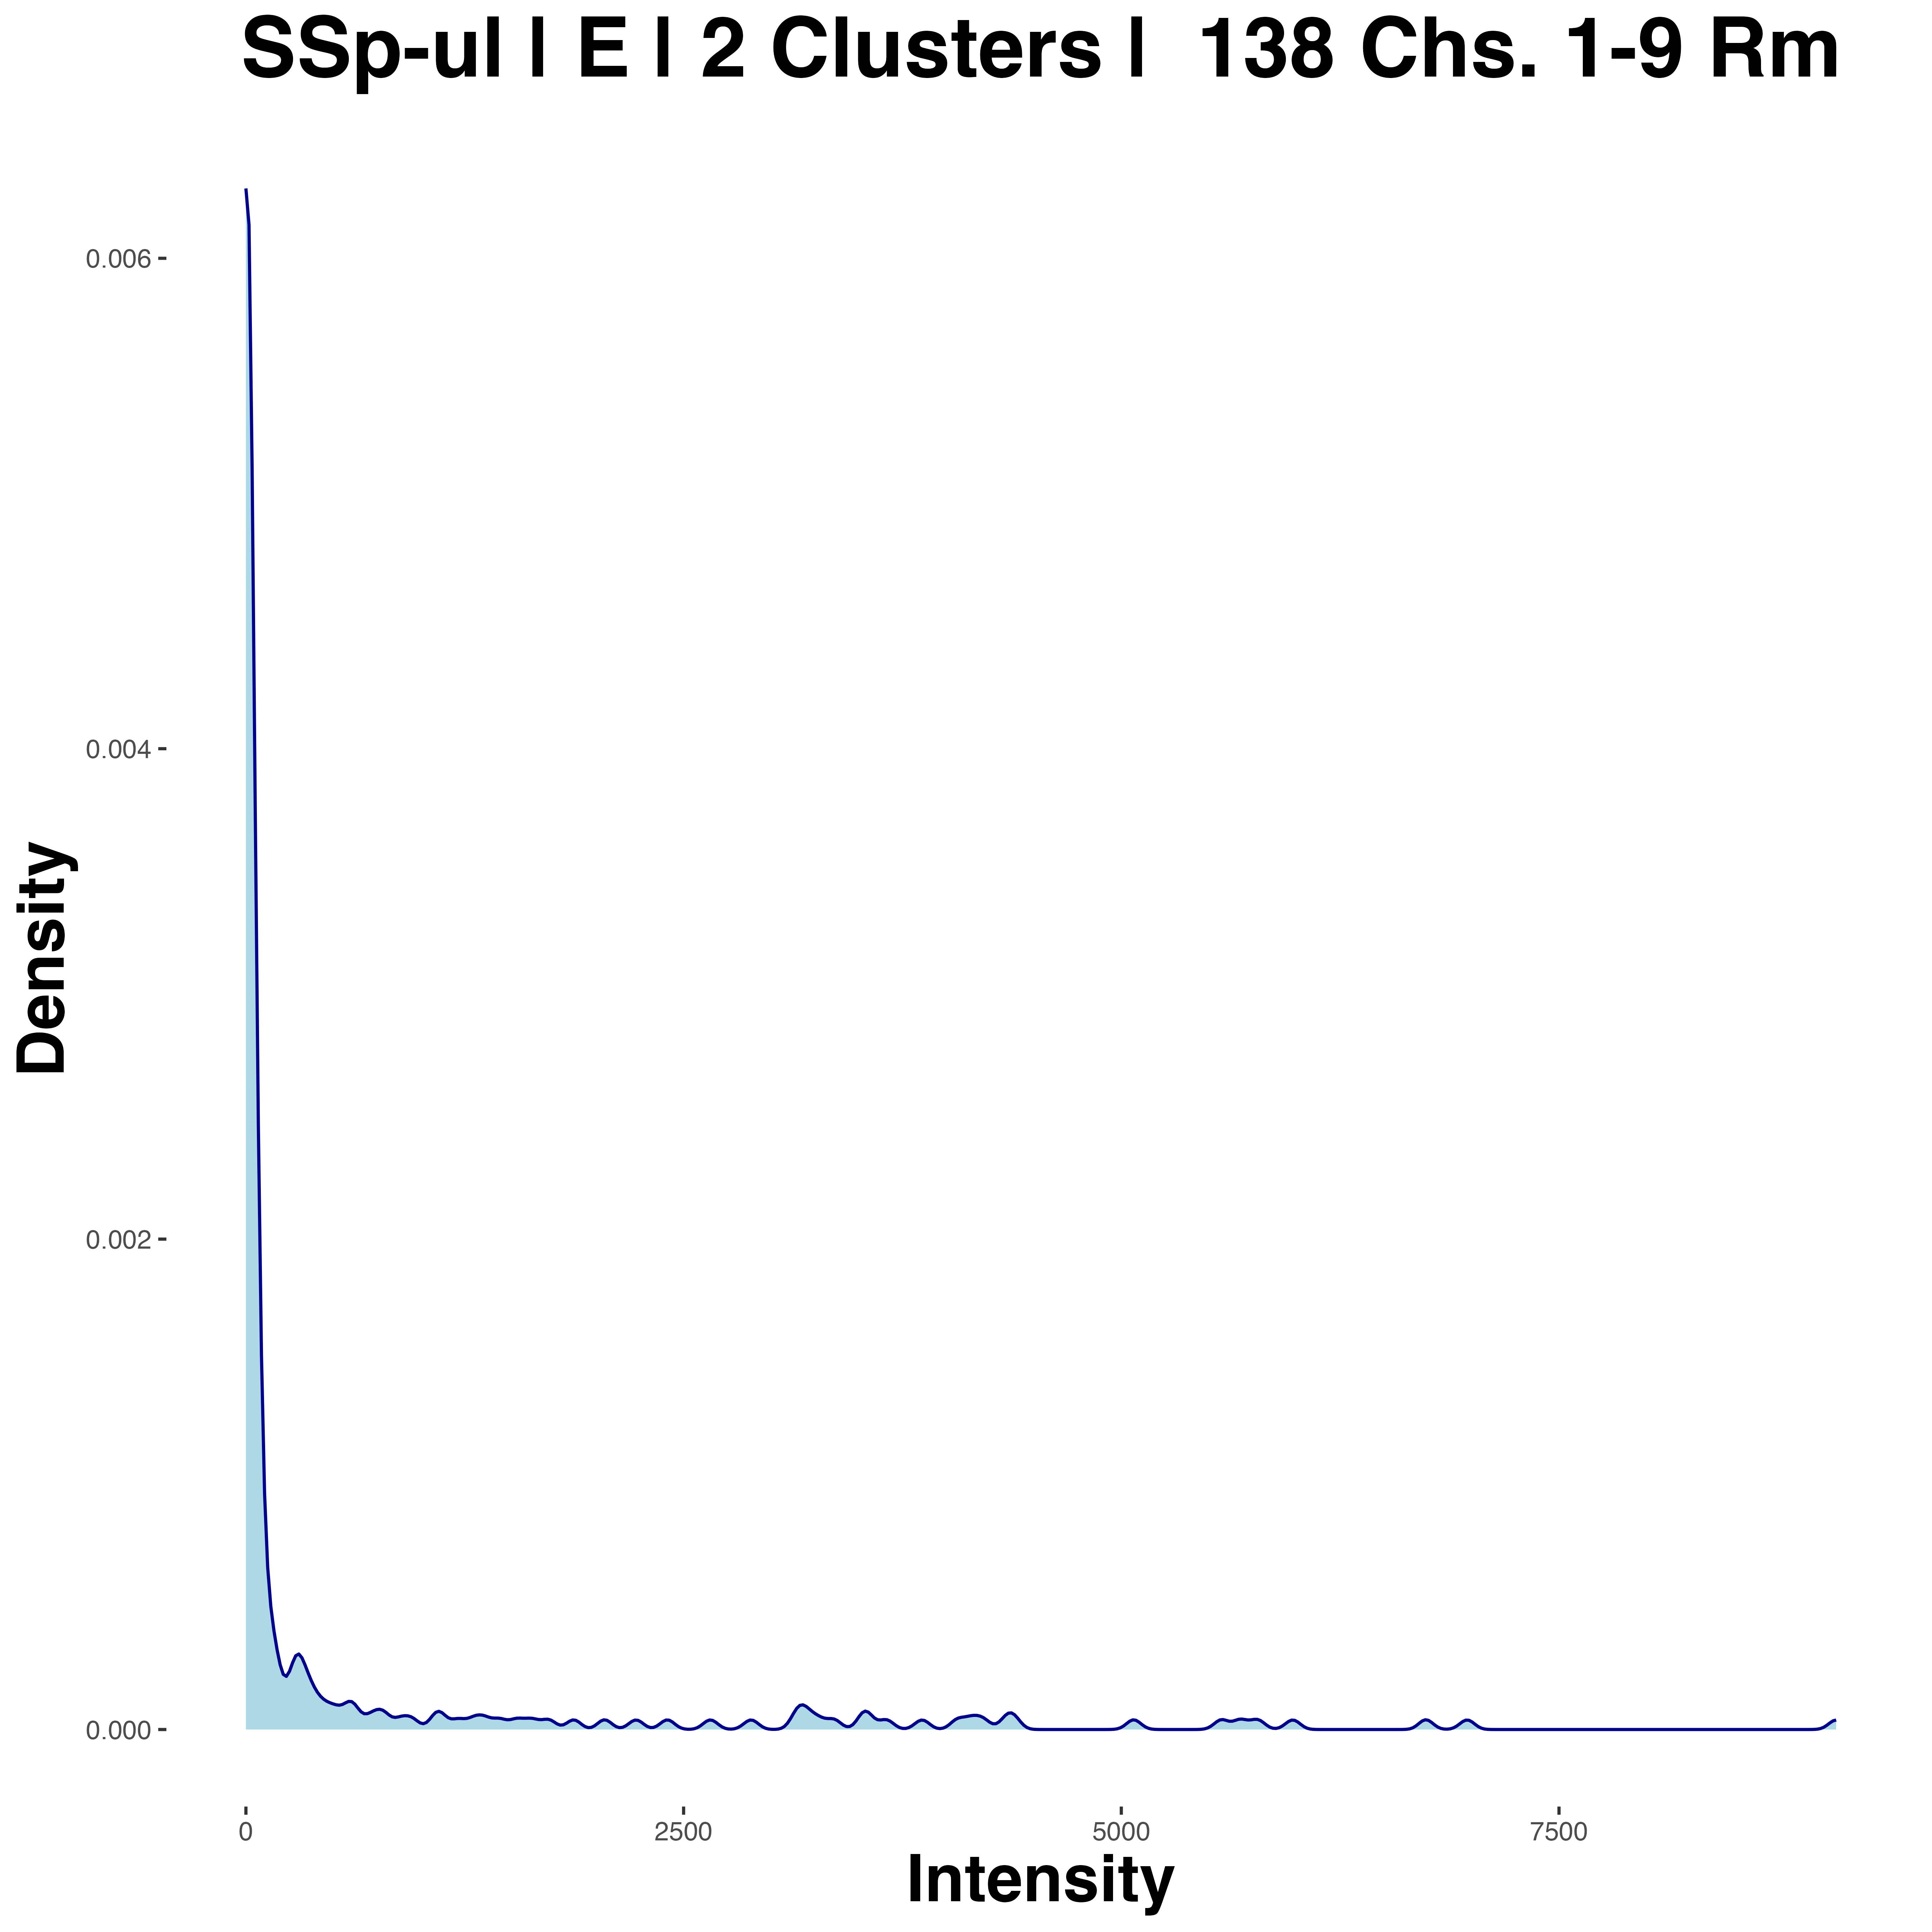 SSp-ul | E | 2 Clusters |  138 Chs. 1-9 Rm
0.006
0.004
0.002
0.000
Density
0
2500
5000
7500
Intensity